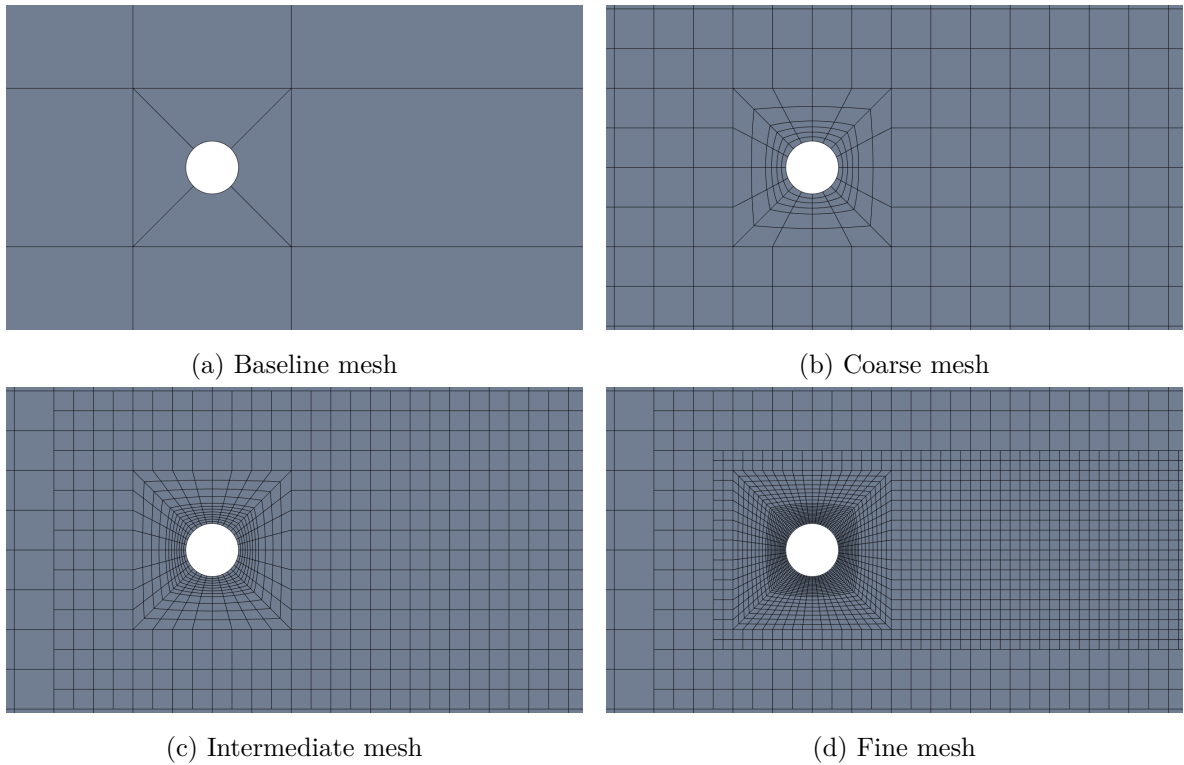 (a) Baseline mesh
(b) Coarse mesh
(c) Intermediate mesh
(d) Fine mesh